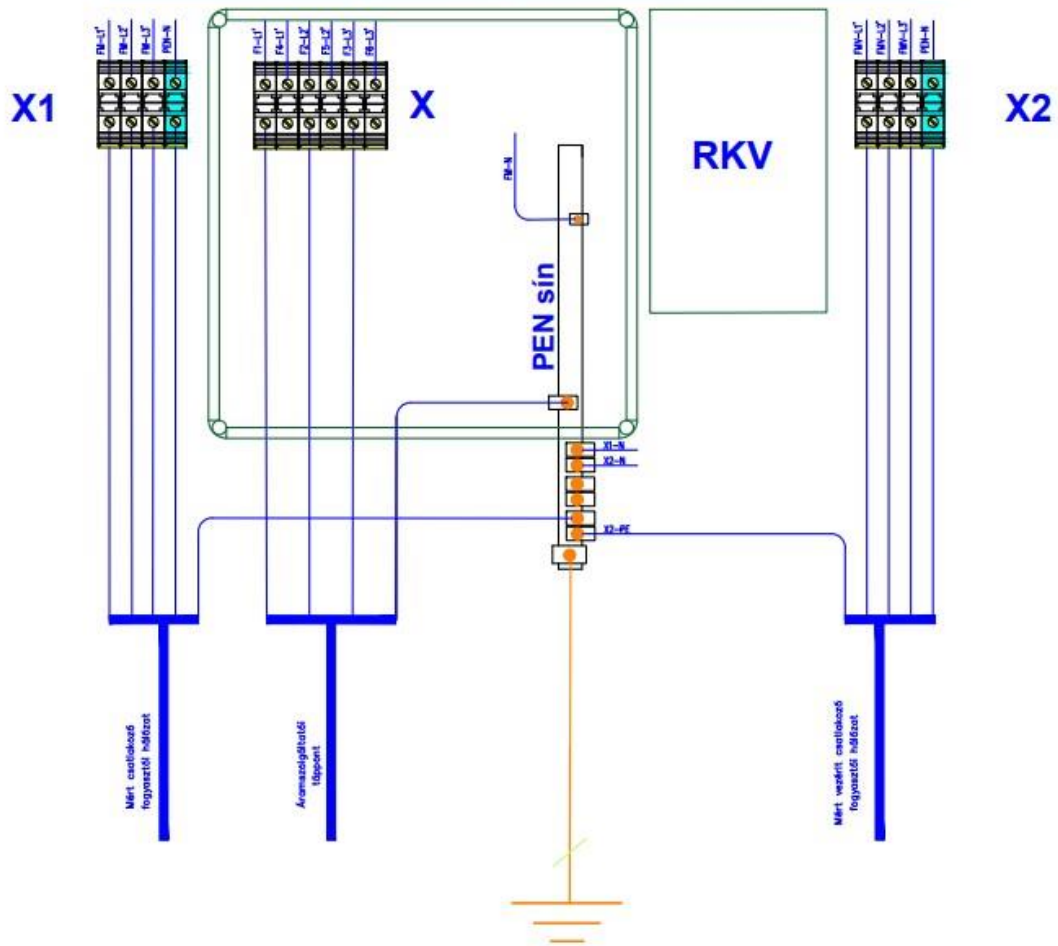 FM-L1'
FM-L2'
FM-L3'
PEN-N
F1-L1'
F4-L1'
F2-L2'
F5-L2'
F3-L3'
F6-L3'
FMV-L1'
FMV-L2'
FMV-L3'
PEN-N
X1
X
X2
RKV
FM-N
PEN sín
X1-N
X2-N
X2-PE
Mért csatlakozó
fogyasztói hálózat
Áramszolgáltatói
táppont
Mért vezérlt csatlakozó
fogyasztói hálózat